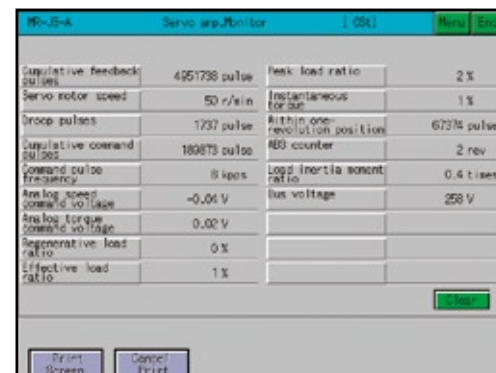 MR-JS-A Servo amp.Monitor [ 0St] Menu End
Cumulative feedback pulses 4951738 pulse
Servo motor speed 50 r/min
Droop pulses 1737 pulse
Cumulative command pulses 189873 pulse
Command pulse frequency 8 kpps
Analog speed command voltage -0.04 V
Analog torque command voltage 0.02 V
Regenerative load ratio 0 %
Effective load ratio 1 %
Peak load ratio 2 %
Instantaneous torque 1 %
Within one-revolution position 67374 pulse
ABS counter 2 rev
Load inertia moment ratio 0.4 times
Bus voltage 258 V
Clear
Print Screen
Cancel Print